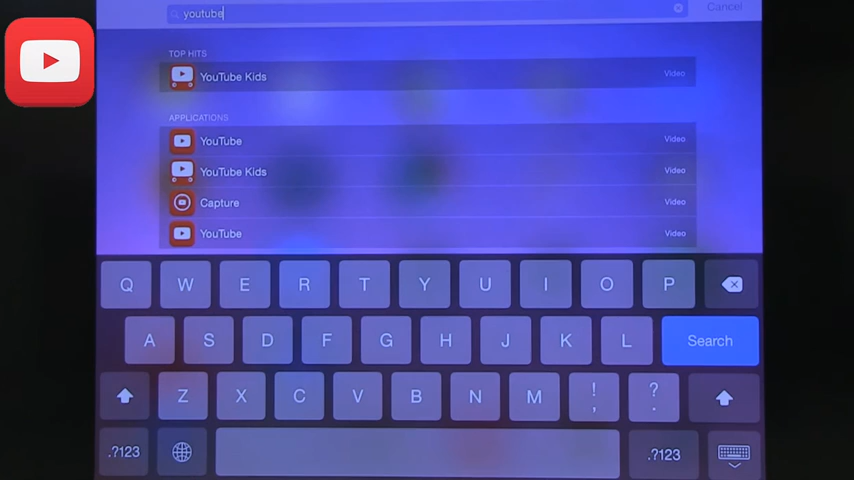 youtube
Cancel
TOP HITS
YouTube Kids
Video
APPLICATIONS
YouTube
Video
YouTube Kids
Video
Capture
Video
YouTube
Video
Q W E R T Y U I O P
A S D F G H J K L Search
Z X C V B N M ! , ? .
.?123 .?123